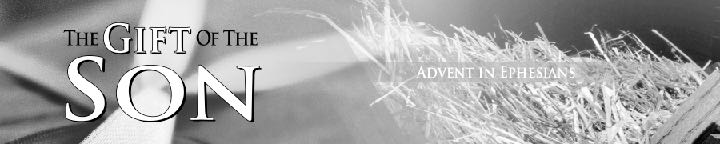 THE GIFT OF THE
SON
ADVENT IN EPHESIANS